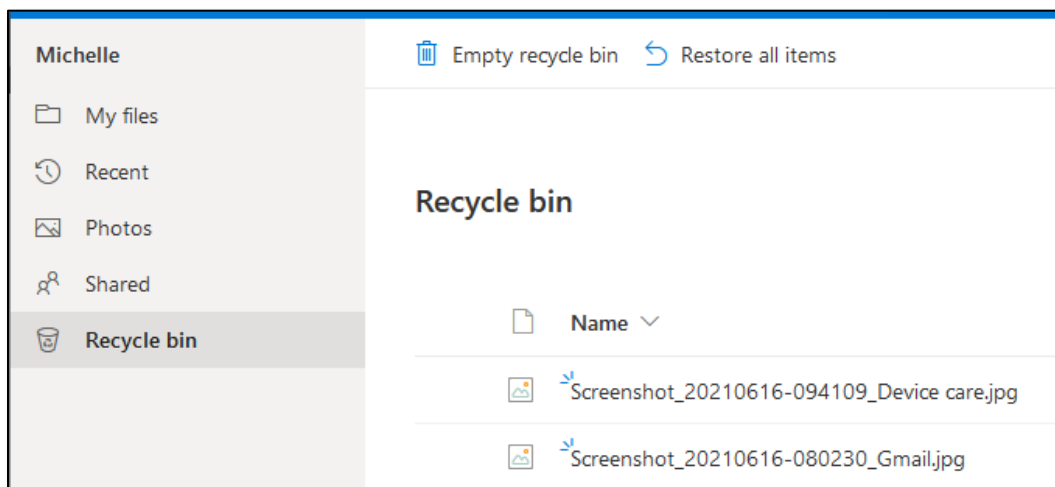 Michelle
My files
Recent
Photos
Shared
Recycle bin
Empty recycle bin Restore all items
Recycle bin
Name
Screenshot_20210616-094109_Device care.jpg
Screenshot_20210616-080230_Gmail.jpg